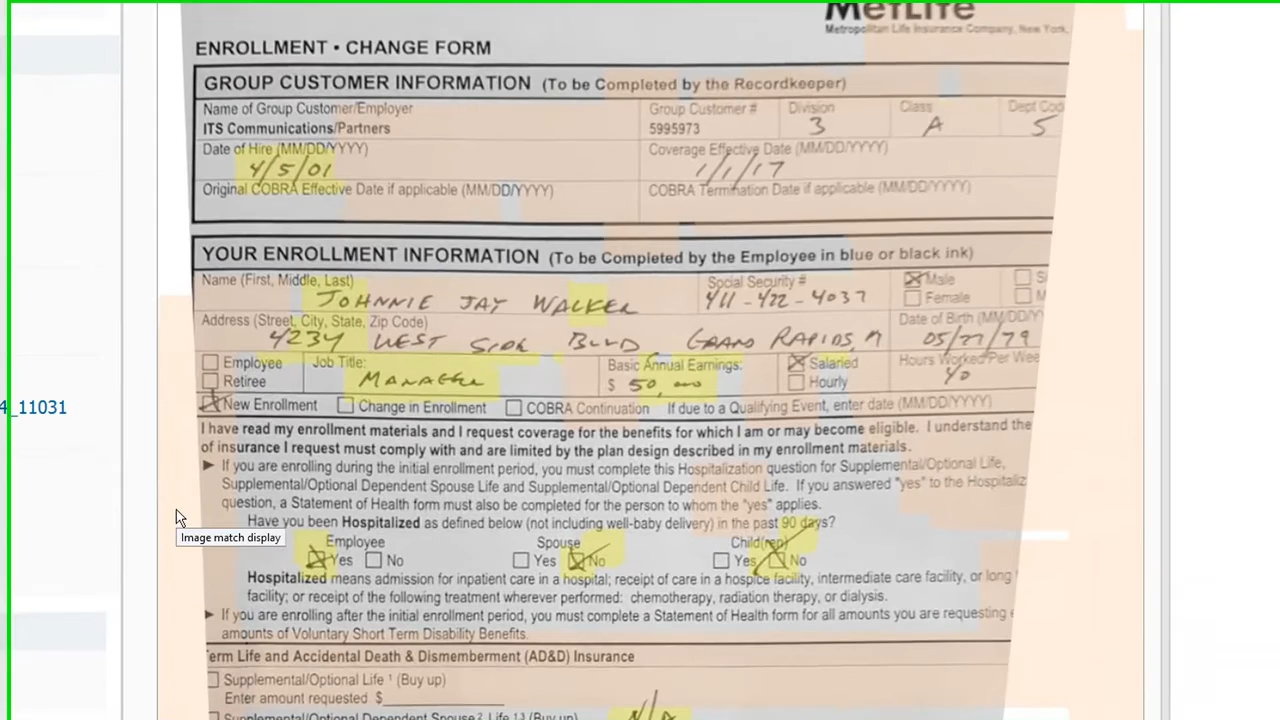 MetLife
Metropolitan Life Insurance Company, New York,
ENROLLMENT • CHANGE FORM
GROUP CUSTOMER INFORMATION (To be Completed by the Recordkeeper)
Name of Group Customer/Employer Group Customer # Division Class Dept Cod
ITS Communications/Partners 5995973 3 A 5
Date of Hire (MM/DD/YYYY) Coverage Effective Date (MM/DD/YYYY)
4/5/01 1/1/17
Original COBRA Effective Date if applicable (MM/DD/YYYY) COBRA Termination Date if applicable (MM/DD/YYYY)
YOUR ENROLLMENT INFORMATION (To be Completed by the Employee in blue or black ink)
Name (First, Middle, Last) Social Security # Male
JOHNNIE JAY WALKER 411-422-4037 Female
Address (Street, City, State, Zip Code) Date of Birth (MM/DD/Y
4234 WEST SIDE BLVD GRAND RAPIDS, 05/27/79
Employee Job Title: Basic Annual Earnings: Salaried Hours Worked Per Wee
Retiree MANAGER $ 50,000 Hourly 40
New Enrollment Change in Enrollment COBRA Continuation If due to a Qualifying Event, enter date (MM/DD/YYYY)
I have read my enrollment materials and I request coverage for the benefits for which I am or may become eligible. I understand the
of insurance I request must comply with and are limited by the plan design described in my enrollment materials.
► If you are enrolling during the initial enrollment period, you must complete this Hospitalization question for Supplemental/Optional Life,
Supplemental/Optional Dependent Spouse Life and Supplemental/Optional Dependent Child Life. If you answered "yes" to the Hospitaliz
question, a Statement of Health form must also be completed for the person to whom the "yes" applies.
Have you been Hospitalized as defined below (not including well-baby delivery) in the past 90 days?
Employee Spouse Child(ren)
Yes No Yes No Yes No
Hospitalized means admission for inpatient care in a hospital; receipt of care in a hospice facility, intermediate care facility, or long
facility; or receipt of the following treatment wherever performed: chemotherapy, radiation therapy, or dialysis.
► If you are enrolling after the initial enrollment period, you must complete a Statement of Health form for all amounts you are requesting
amounts of Voluntary Short Term Disability Benefits.
erm Life and Accidental Death & Dismemberment (AD&D) Insurance
Supplemental/Optional Life ¹ (Buy up)
Enter amount requested $
Supplemental/Optional Dependent Spouse² Life ¹³ (Buy up) N/A
4_11031
Image match display